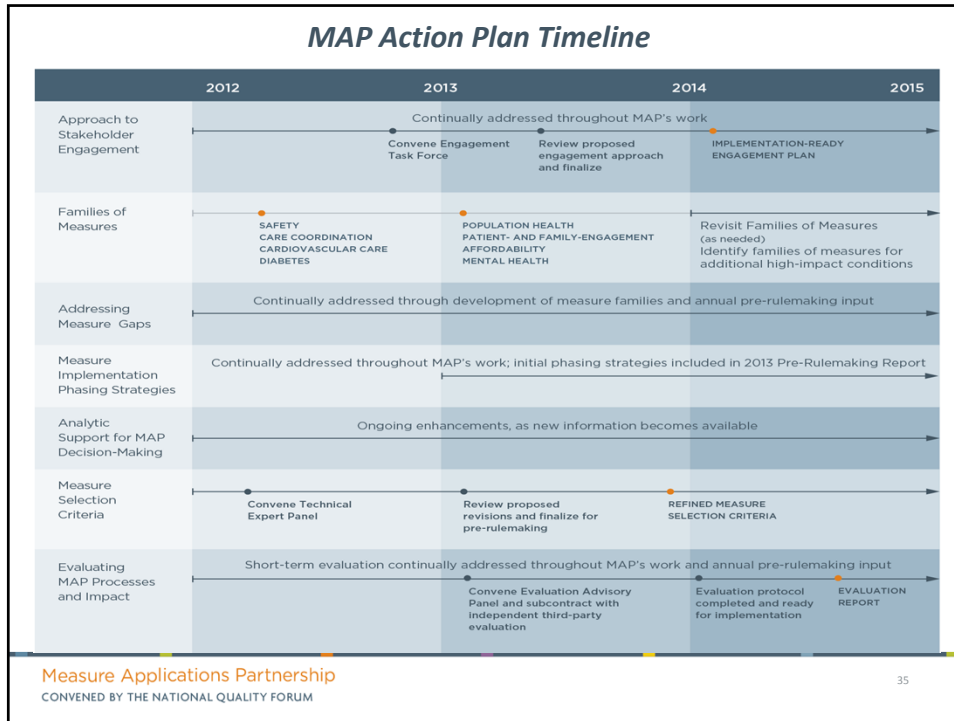 MAP Action Plan Timeline
2012 2013 2014 2015
Approach to
Stakeholder
Engagement
Continually addressed throughout MAP's work
Convene Engagement
Task Force
Review proposed
engagement approach
and finalize
IMPLEMENTATION-READY
ENGAGEMENT PLAN
Families of
Measures
SAFETY
CARE COORDINATION
CARDIOVASCULAR CARE
DIABETES
POPULATION HEALTH
PATIENT- AND FAMILY-ENGAGEMENT
AFFORDABILITY
MENTAL HEALTH
Revisit Families of Measures
(as needed)
Identify families of measures for
additional high-impact conditions
Addressing
Measure Gaps
Continually addressed through development of measure families and annual pre-rulemaking input
Measure
Implementation
Phasing Strategies
Continually addressed throughout MAP's work; initial phasing strategies included in 2013 Pre-Rulemaking Report
Analytic
Support for MAP
Decision-Making
Ongoing enhancements, as new information becomes available
Measure
Selection
Criteria
Convene Technical
Expert Panel
Review proposed
revisions and finalize for
pre-rulemaking
REFINED MEASURE
SELECTION CRITERIA
Evaluating
MAP Processes
and Impact
Short-term evaluation continually addressed throughout MAP's work and annual pre-rulemaking input
Convene Evaluation Advisory
Panel and subcontract with
independent third-party
evaluation
Evaluation protocol
completed and ready
for implementation
EVALUATION
REPORT
Measure Applications Partnership
CONVENED BY THE NATIONAL QUALITY FORUM
35